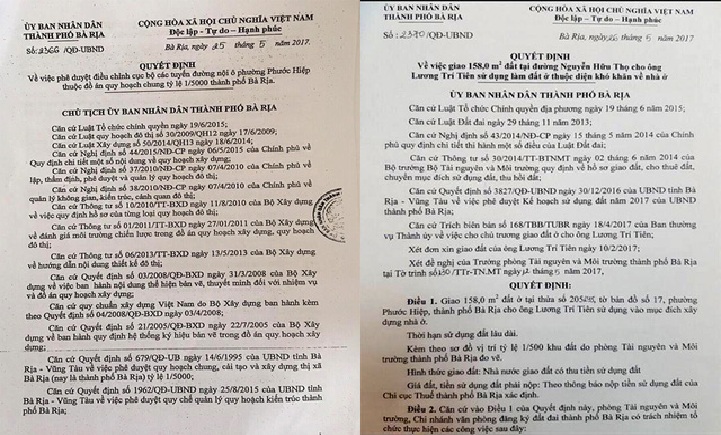 ỦY BAN NHÂN DÂN
THÀNH PHỐ BÀ RỊA
Số: /QĐ-UBND
CỘNG HÒA XÃ HỘI CHỦ NGHĨA VIỆT NAM
Độc lập - Tự do – Hạnh phúc
Bà Rịa, ngày 25 tháng 5 năm 2017.
QUYẾT ĐỊNH
Về việc phê duyệt điều chỉnh cục bộ các tuyến đường nội ô phường Phước Hiệp
thuộc đồ án quy hoạch chung tỷ lệ 1/5000 thành phố Bà Rịa.
CHỦ TỊCH ỦY BAN NHÂN DÂN THÀNH PHỐ BÀ RỊA
Căn cứ Luật Tổ chức chính quyền ngày 19/6/2015;
Căn cứ Luật quy hoạch đô thị số 30/2009/QH12 ngày 17/6/2009;
Căn cứ Luật Xây dựng số 50/2014/QH13 ngày 18/6/2014;
Căn cứ Nghị định số 44/2015/NĐ-CP ngày 06/5/2015 của Chính phủ về
Quy định chi tiết một số nội dung về quy hoạch xây dựng;
Căn cứ Nghị định số 37/2010/NĐ-CP ngày 07/4/2010 của Chính phủ về
lập, thẩm định, phê duyệt và quản lý quy hoạch đô thị;
Căn cứ Nghị định số 38/2010/NĐ-CP ngày 07/4/2010 của Chính phủ về
quản lý không gian, kiến trúc, cảnh quan đô thị;
Căn cứ Thông tư số 10/2010/TT-BXD ngày 11/8/2010 của Bộ Xây dựng
về việc quy định hồ sơ của từng loại quy hoạch đô thị;
Căn cứ Thông tư số 01/2011/TT-BXD ngày 27/01/2011 của Bộ Xây dựng
về đánh giá môi trường chiến lược trong đồ án quy hoạch xây dựng, quy hoạch
đô thị;
Căn cứ Thông tư số 06/2013/TT-BXD ngày 13/5/2013 của Bộ Xây dựng về
hướng dẫn nội dung thiết kế đô thị;
Căn cứ Quyết định số 03/2008/QĐ-BXD ngày 31/3/2008 của Bộ Xây
dựng về việc ban hành nội dung thể hiện bản vẽ, thuyết minh đối với nhiệm vụ
và đồ án quy hoạch xây dựng;
Căn cứ quy chuẩn xây dựng Việt Nam do Bộ Xây dựng ban hành kèm
theo Quyết định số 04/2008/QĐ-BXD ngày 03/4/2008;
Căn cứ Quyết định số 21/2005/QĐ-BXD ngày 22/7/2005 của Bộ Xây
dựng về ban hành quy định hệ thống ký hiệu bản vẽ trong đồ án quy hoạch xây
dựng;
Căn cứ Quyết định số 679/QĐ-UB ngày 14/6/1995 của UBND tỉnh Bà
Rịa – Vũng Tàu về việc phê duyệt quy hoạch chung, cải tạo và xây dựng, thị xã
Bà Rịa (nay là thành phố Bà Rịa) tỷ lệ 1/5000;
Căn cứ Quyết định số 1962/QĐ-UBND ngày 25/8/2015 của UBND tỉnh
Bà Rịa – Vũng Tàu về việc phê duyệt quy chế quản lý quy hoạch kiến trúc thành
phố Bà Rịa;
ỦY BAN NHÂN DÂN
THÀNH PHỐ BÀ RỊA
Số: 2370/QĐ-UBND
CỘNG HÒA XÃ HỘI CHỦ NGHĨA VIỆT NAM
Độc lập - Tự do – Hạnh phúc
Bà Rịa, ngày tháng 5 năm 2017
QUYẾT ĐỊNH
Về việc giao 158,0 m² đất tại đường Nguyễn Hữu Thọ cho ông
Lương Trí Tiên sử dụng làm đất ở thuộc diện khó khăn về nhà ở
ỦY BAN NHÂN DÂN THÀNH PHỐ BÀ RỊA
Căn cứ Luật Tổ chức Chính quyền địa phương ngày 19 tháng 6 năm 2015;
Căn cứ Luật Đất đai ngày 29 tháng 11 năm 2013;
Căn cứ Nghị định số 43/2014/NĐ-CP ngày 15 tháng 5 năm 2014 của Chính
phủ quy định chi tiết thi hành một số điều của Luật Đất đai;
Căn cứ Thông tư số 30/2014/TT-BTNMT ngày 02 tháng 6 năm 2014 của
Bộ trưởng Bộ Tài nguyên và Môi trường quy định về hồ sơ giao đất, cho thuê đất,
chuyển mục đích sử dụng đất, thu hồi đất;
Căn cứ Quyết định số 3827/QĐ-UBND ngày 30/12/2016 của UBND tỉnh Bà
Rịa - Vũng Tàu về việc phê duyệt Kế hoạch sử dụng đất năm 2017 của UBND
thành phố Bà Rịa;
Căn cứ Trích biên bản số 168/TBB/TUBR ngày 18/4/2017 của Ban thường
vụ Thành ủy về việc cho chủ trương giao đất ở cho ông Lương Trí Tiên;
Xét đơn xin giao đất của ông Lương Trí Tiên ngày 10/2/2017;
Xét đề nghị của Trưởng phòng Tài nguyên và Môi trường thành phố Bà Rịa
tại Tờ trình số /TTr-TN.MT ngày tháng 5 năm 2017,
QUYẾT ĐỊNH:
Điều 1. Giao 158,0 m² đất ở tại thửa số , tờ bản đồ số 17, phường
Phước Hiệp, thành phố Bà Rịa cho ông Lương Trí Tiên sử dụng vào mục đích xây
dựng nhà ở.
Thời hạn sử dụng đất lâu dài.
Kèm theo sơ đồ vị trí tỷ lệ 1/500 khu đất do phòng Tài nguyên và Môi
trường thành phố Bà Rịa đo vẽ.
Hình thức giao đất: Nhà nước giao đất có thu tiền sử dụng đất
Giá đất, tiền sử dụng đất phải nộp: Theo thông báo nộp tiền sử dụng đất của
Chi cục Thuế thành phố Bà Rịa xác định.
Điều 2. Căn cứ vào Điều 1 của Quyết định này, phòng Tài nguyên và Môi
trường, Chi nhánh văn phòng đăng ký đất đai thành phố Bà Rịa có trách nhiệm tổ
chức thực hiện các công việc sau đây: